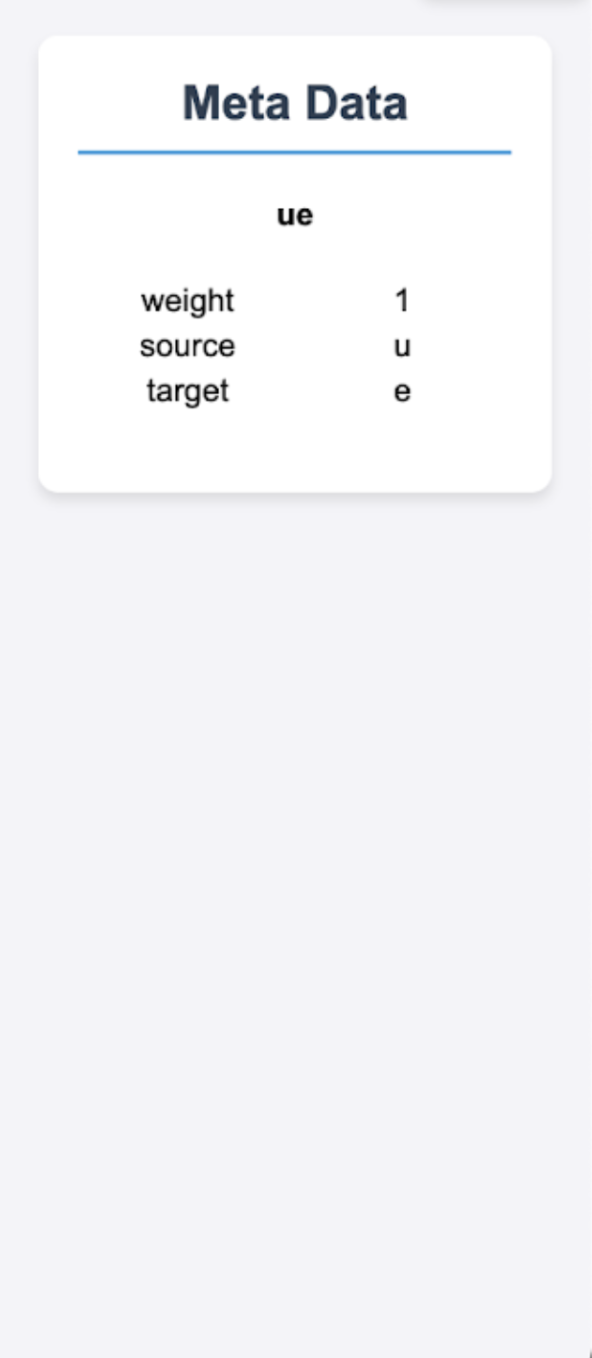 Meta Data
ue
weight 1
source u
target e